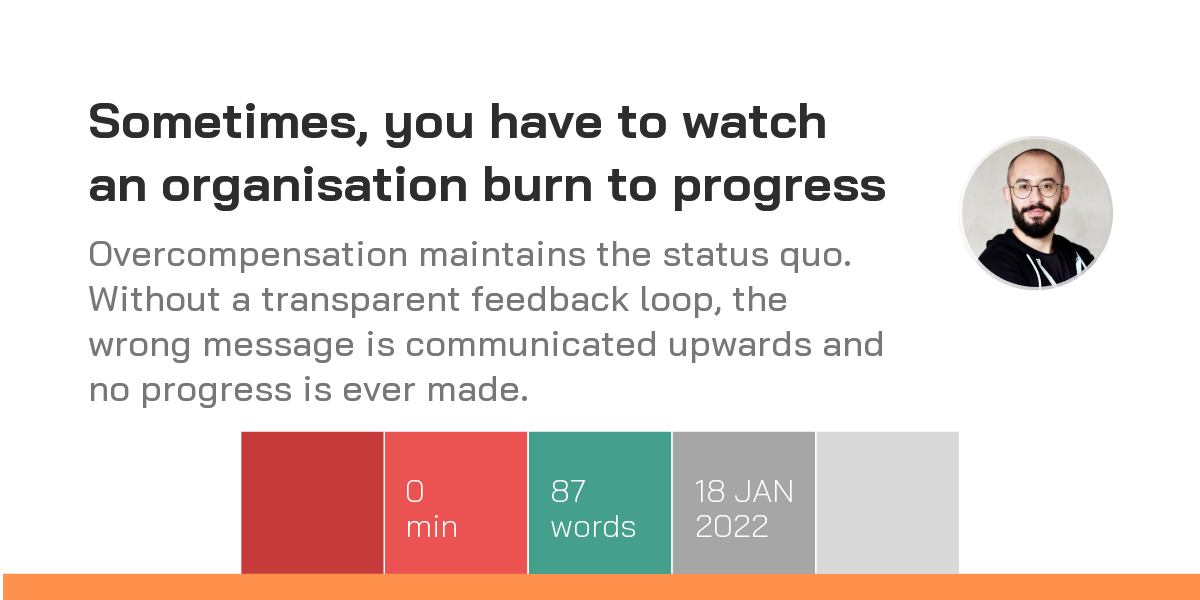 Sometimes, you have to watch
an organisation burn to progress
Overcompensation maintains the status quo.
Without a transparent feedback loop, the
wrong message is communicated upwards and
no progress is ever made.
0
min
87
words
18 JAN
2022